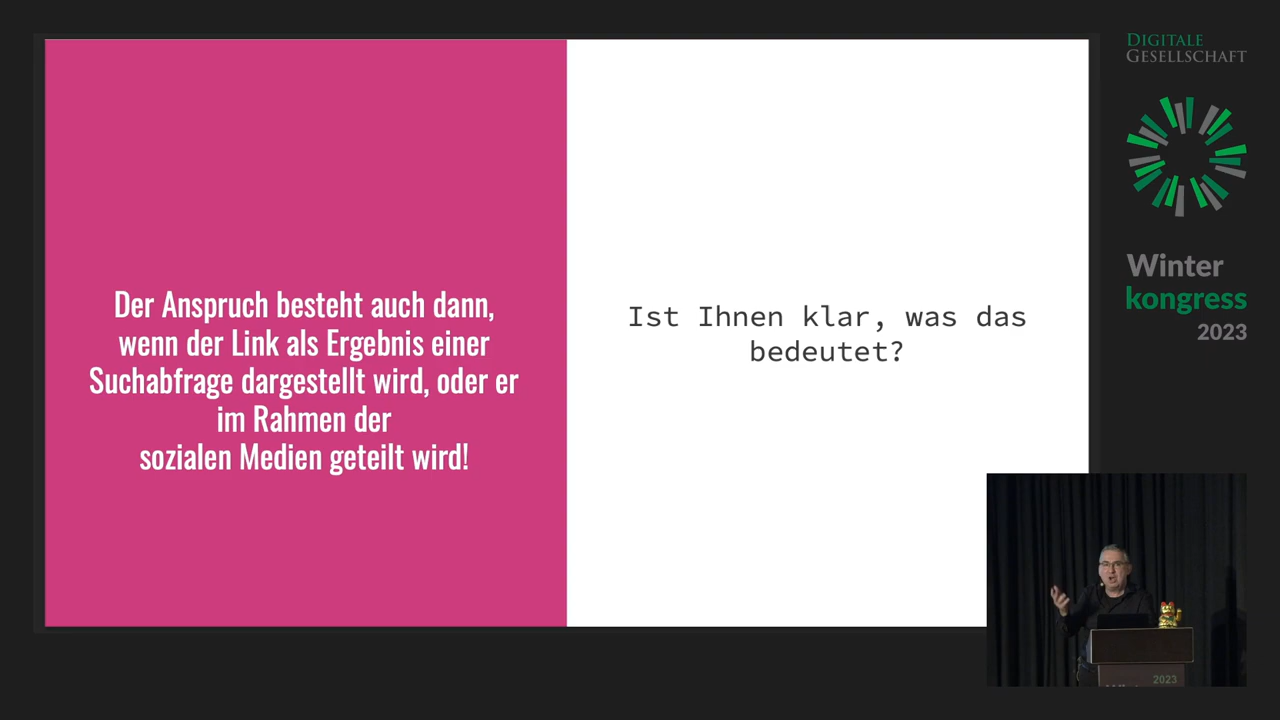 Der Anspruch besteht auch dann,
wenn der Link als Ergebnis einer
Suchabfrage dargestellt wird, oder er
im Rahmen der
sozialen Medien geteilt wird!
Ist Ihnen klar, was das
bedeutet?
DIGITALE
GESELLSCHAFT
Winter
kongress
2023
2023